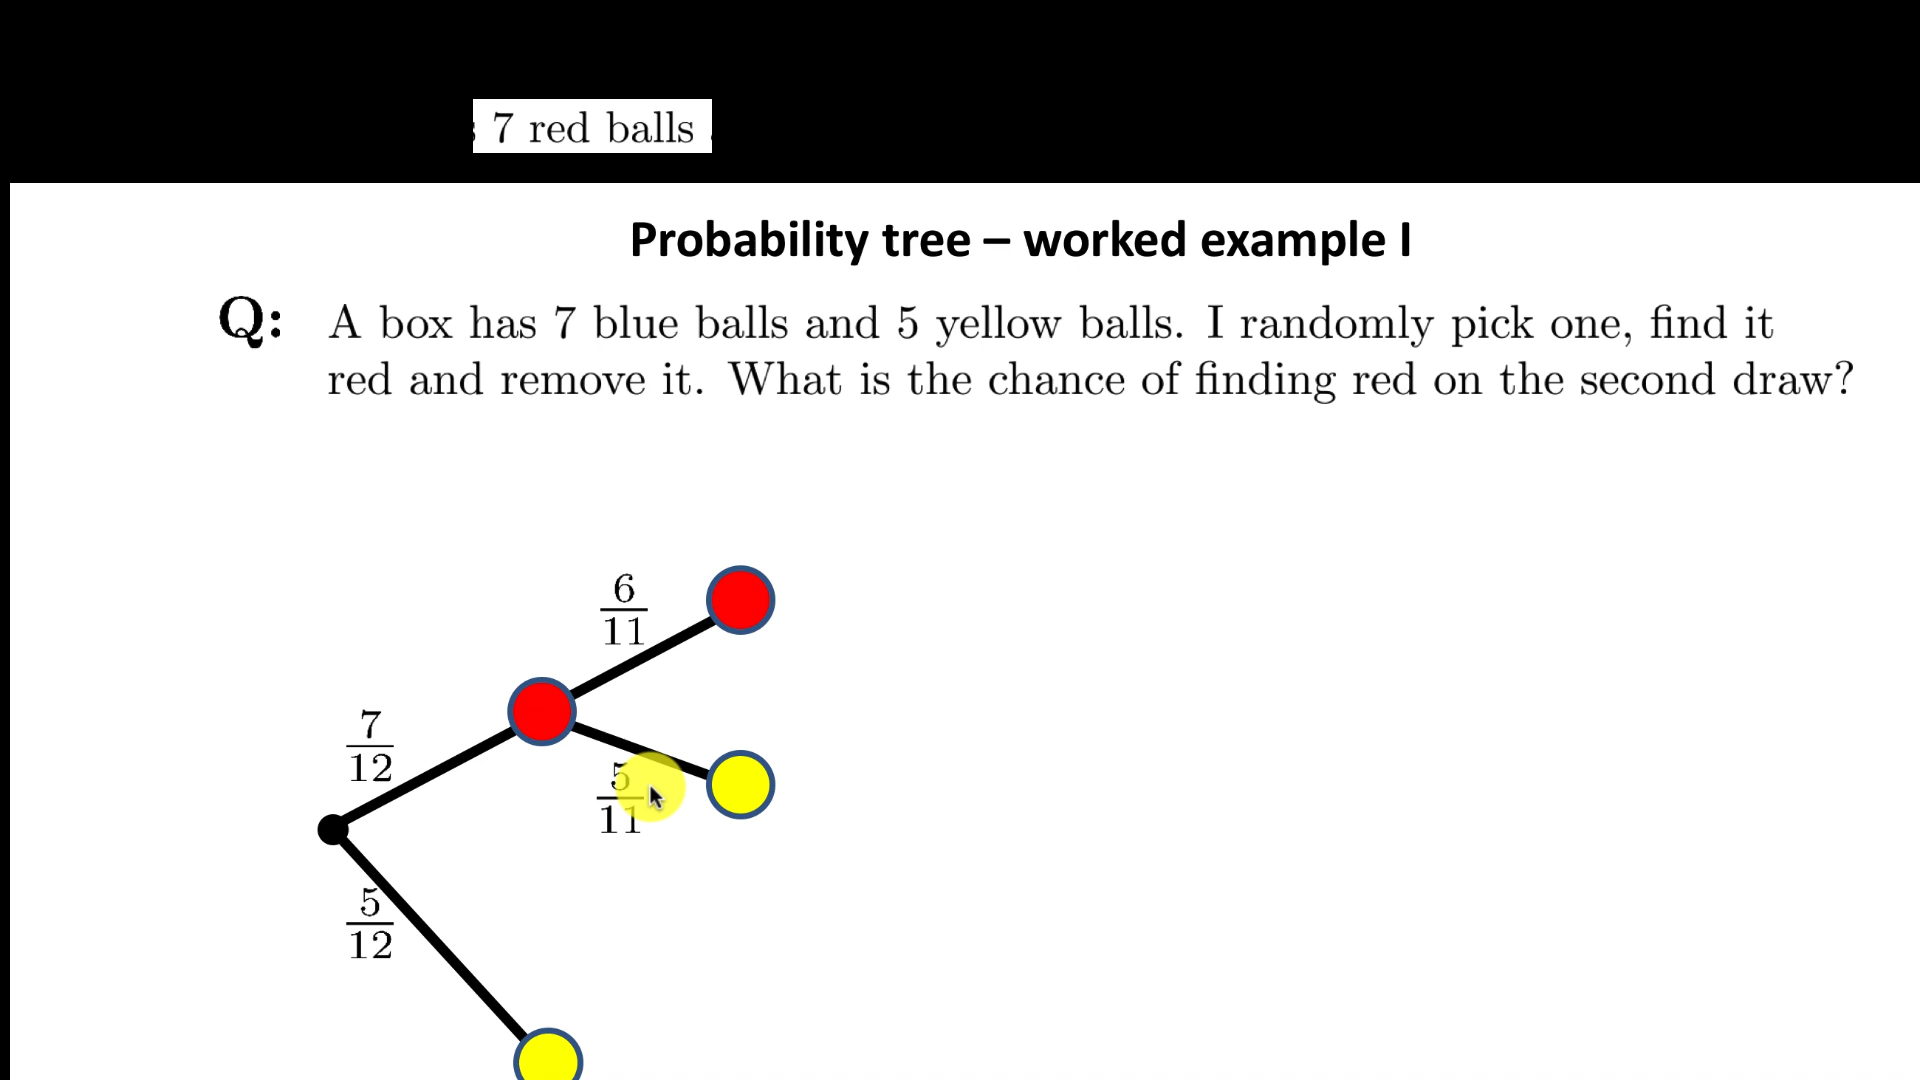 7 red balls
Probability tree – worked example I
Q: A box has 7 blue balls and 5 yellow balls. I randomly pick one, find it
red and remove it. What is the chance of finding red on the second draw?
6
11
7
12
5
11
5
12